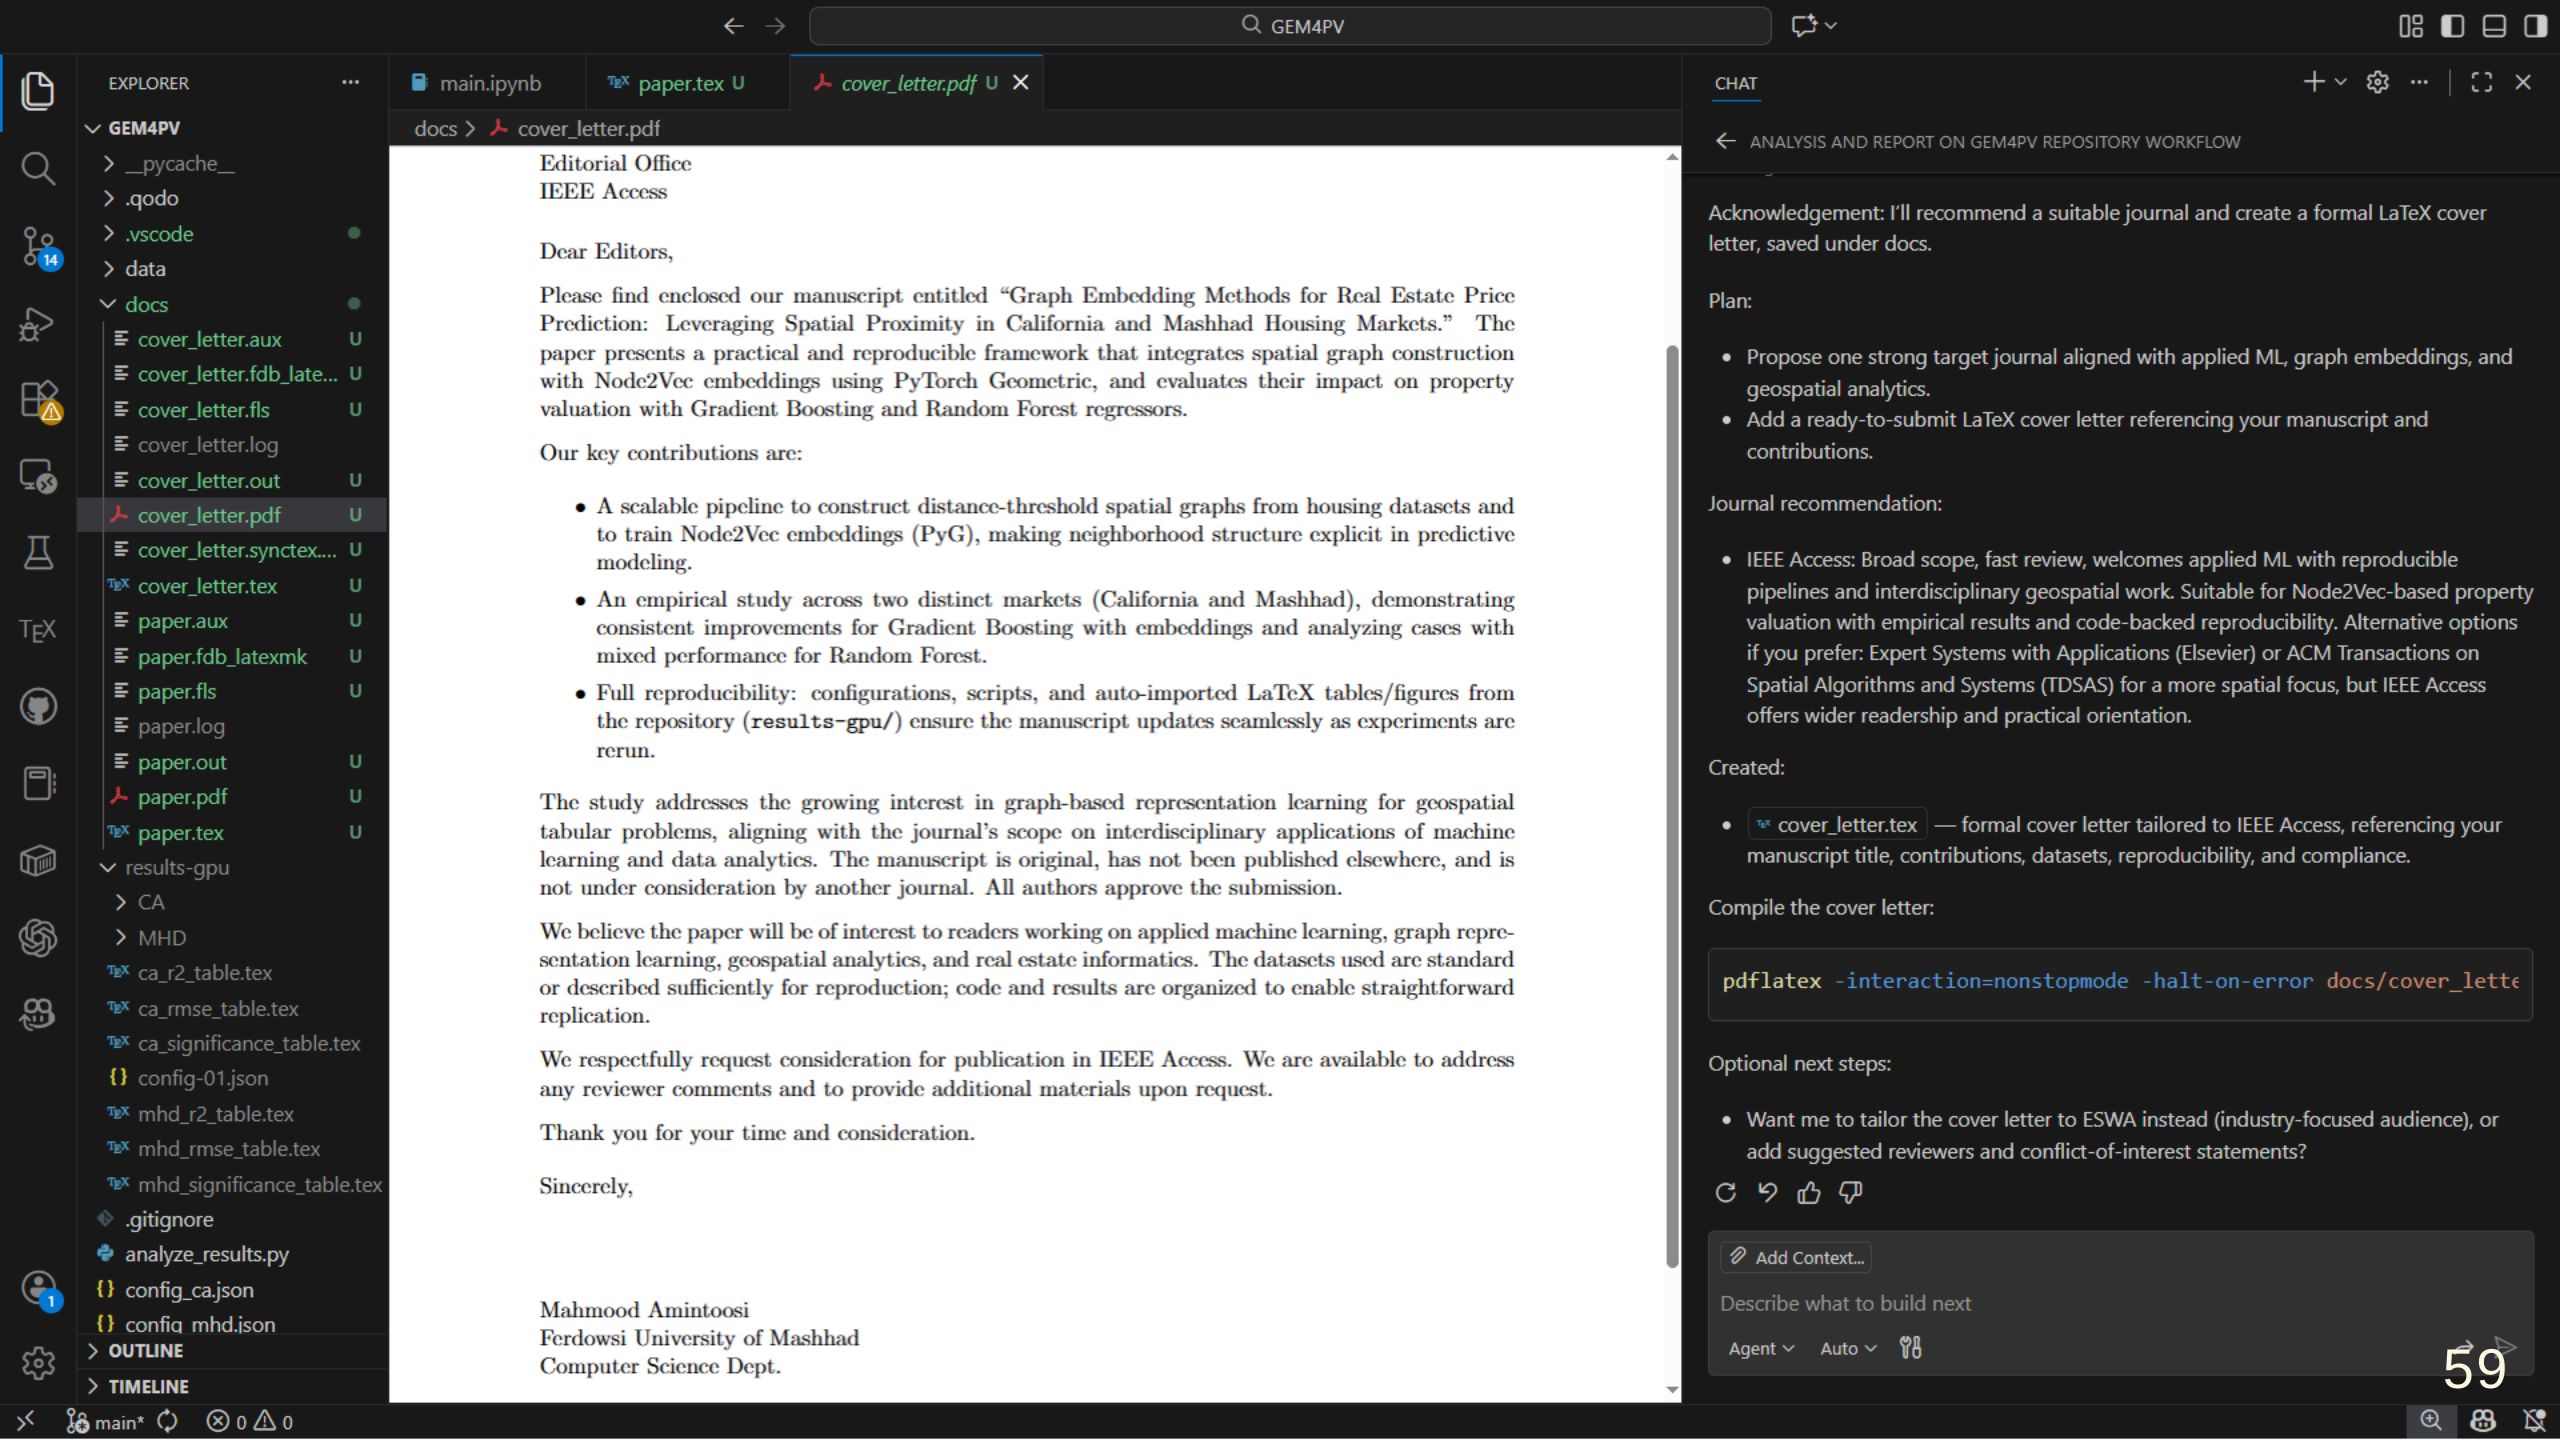 GEM4PV
EXPLORER
GEM4PV
__pycache__
.qodo
.vscode
data
docs
cover_letter.aux U
cover_letter.fdb_late... U
cover_letter.fls U
cover_letter.log
cover_letter.out U
cover_letter.pdf U
cover_letter.synctex.... U
TEX cover_letter.tex U
paper.aux U
paper.fdb_latexmk U
paper.fls U
paper.log
paper.out U
paper.pdf U
TEX paper.tex U
results-gpu
CA
MHD
TEX ca_r2_table.tex
TEX ca_rmse_table.tex
TEX ca_significance_table.tex
{} config-01.json
TEX mhd_r2_table.tex
TEX mhd_rmse_table.tex
TEX mhd_significance_table.tex
.gitignore
analyze_results.py
{} config_ca.json
{} config_mhd.json
OUTLINE
TIMELINE
14
TEX
1
main.ipynb
TEX paper.tex U
cover_letter.pdf U
docs > cover_letter.pdf
Editorial Office
IEEE Access
Dear Editors,
Please find enclosed our manuscript entitled “Graph Embedding Methods for Real Estate Price
Prediction: Leveraging Spatial Proximity in California and Mashhad Housing Markets.” The
paper presents a practical and reproducible framework that integrates spatial graph construction
with Node2Vec embeddings using PyTorch Geometric, and evaluates their impact on property
valuation with Gradient Boosting and Random Forest regressors.
Our key contributions are:
• A scalable pipeline to construct distance-threshold spatial graphs from housing datasets and
to train Node2Vec embeddings (PyG), making neighborhood structure explicit in predictive
modeling.
• An empirical study across two distinct markets (California and Mashhad), demonstrating
consistent improvements for Gradient Boosting with embeddings and analyzing cases with
mixed performance for Random Forest.
• Full reproducibility: configurations, scripts, and auto-imported LaTeX tables/figures from
the repository (results-gpu/) ensure the manuscript updates seamlessly as experiments are
rerun.
The study addresses the growing interest in graph-based representation learning for geospatial
tabular problems, aligning with the journal’s scope on interdisciplinary applications of machine
learning and data analytics. The manuscript is original, has not been published elsewhere, and is
not under consideration by another journal. All authors approve the submission.
We believe the paper will be of interest to readers working on applied machine learning, graph repre-
sentation learning, geospatial analytics, and real estate informatics. The datasets used are standard
or described sufficiently for reproduction; code and results are organized to enable straightforward
replication.
We respectfully request consideration for publication in IEEE Access. We are available to address
any reviewer comments and to provide additional materials upon request.
Thank you for your time and consideration.
Sincerely,
Mahmood Amintoosi
Ferdowsi University of Mashhad
Computer Science Dept.
CHAT
ANALYSIS AND REPORT ON GEM4PV REPOSITORY WORKFLOW
Acknowledgement: I’ll recommend a suitable journal and create a formal LaTeX cover
letter, saved under docs.
Plan:
• Propose one strong target journal aligned with applied ML, graph embeddings, and
geospatial analytics.
• Add a ready-to-submit LaTeX cover letter referencing your manuscript and
contributions.
Journal recommendation:
• IEEE Access: Broad scope, fast review, welcomes applied ML with reproducible
pipelines and interdisciplinary geospatial work. Suitable for Node2Vec-based property
valuation with empirical results and code-backed reproducibility. Alternative options
if you prefer: Expert Systems with Applications (Elsevier) or ACM Transactions on
Spatial Algorithms and Systems (TDSAS) for a more spatial focus, but IEEE Access
offers wider readership and practical orientation.
Created:
• TEX cover_letter.tex — formal cover letter tailored to IEEE Access, referencing your
manuscript title, contributions, datasets, reproducibility, and compliance.
Compile the cover letter:
pdflatex -interaction=nonstopmode -halt-on-error docs/cover_lette
Optional next steps:
• Want me to tailor the cover letter to ESWA instead (industry-focused audience), or
add suggested reviewers and conflict-of-interest statements?
Add Context...
Describe what to build next
Agent Auto
59
main* 0 0